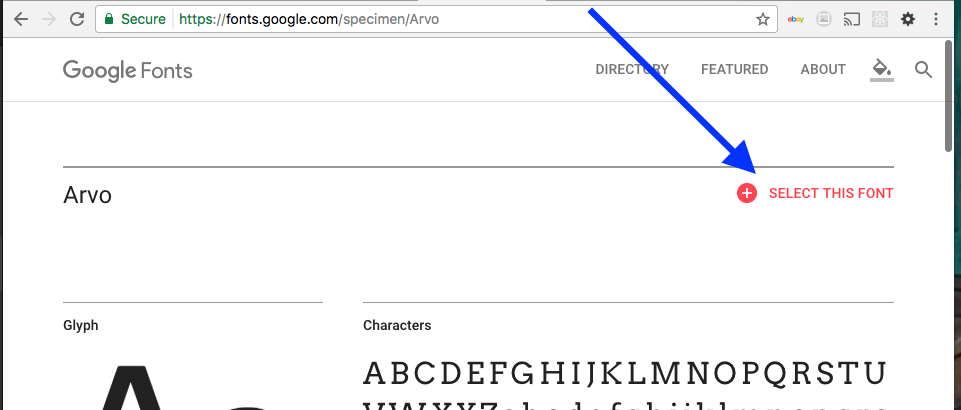 Secure https://fonts.google.com/specimen/Arvo ebay
Google Fonts DIRECTORY FEATURED ABOUT
Arvo SELECT THIS FONT
Glyph Characters
A
ABCDEFGHIJKLMNOPQRSTU